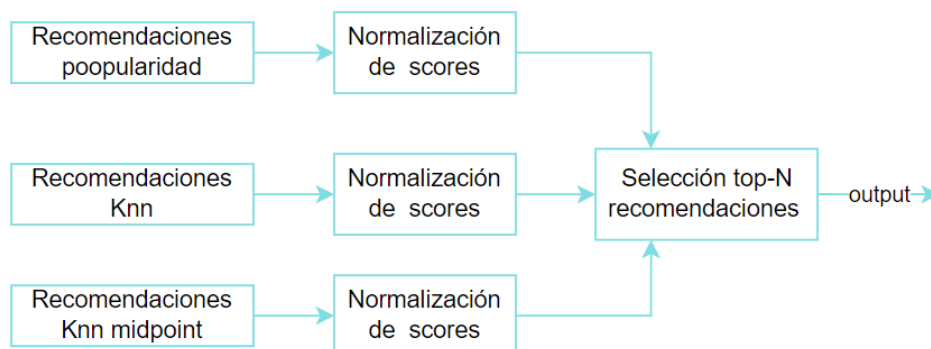 Recomendaciones
poopularidad
Normalización
de scores
Recomendaciones
Knn
Normalización
de scores
Selección top-N
recomendaciones
output
Recomendaciones
Knn midpoint
Normalización
de scores